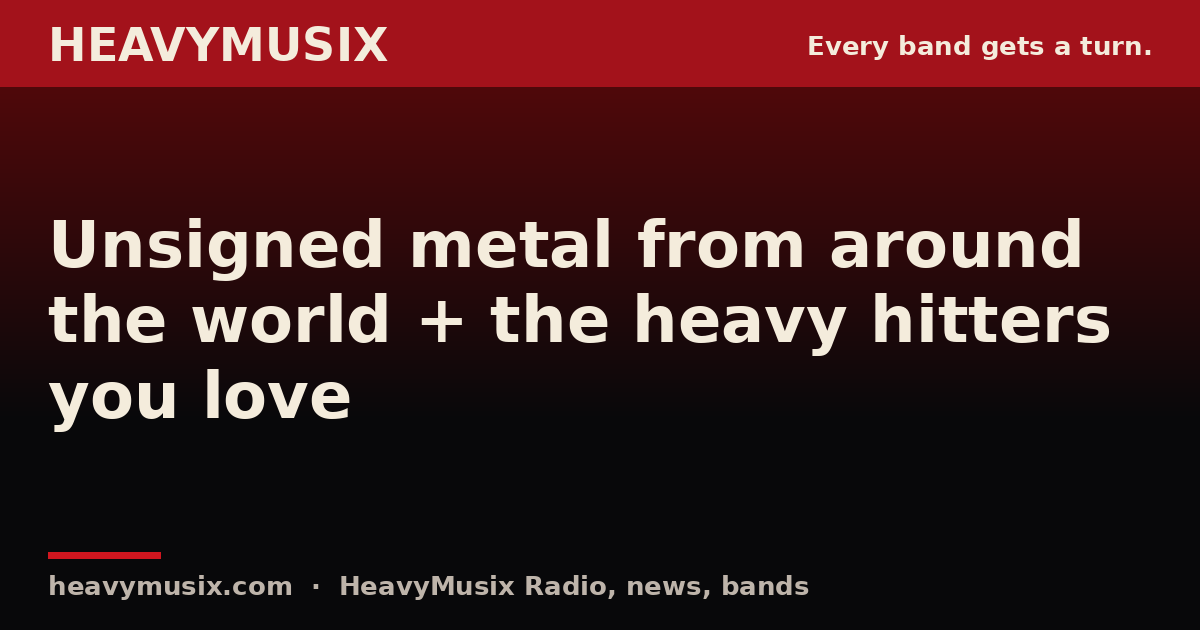 HEAVYMUSIX
Every band gets a turn.
Unsigned metal from around
the world + the heavy hitters
you love
heavymusix.com · HeavyMusix Radio, news, bands